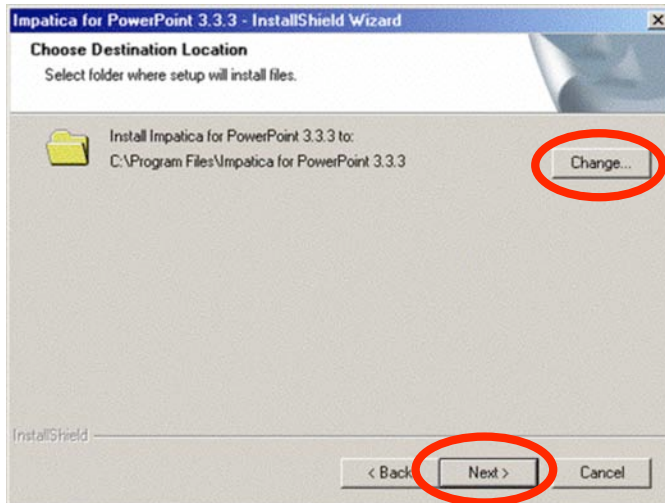 Impatica for PowerPoint 3.3.3 - InstallShield Wizard
Choose Destination Location
Select folder where setup will install files.
Install Impatica for PowerPoint 3.3.3 to:
C:\Program Files\Impatica for PowerPoint 3.3.3
Change...
InstallShield
< Back
Next >
Cancel